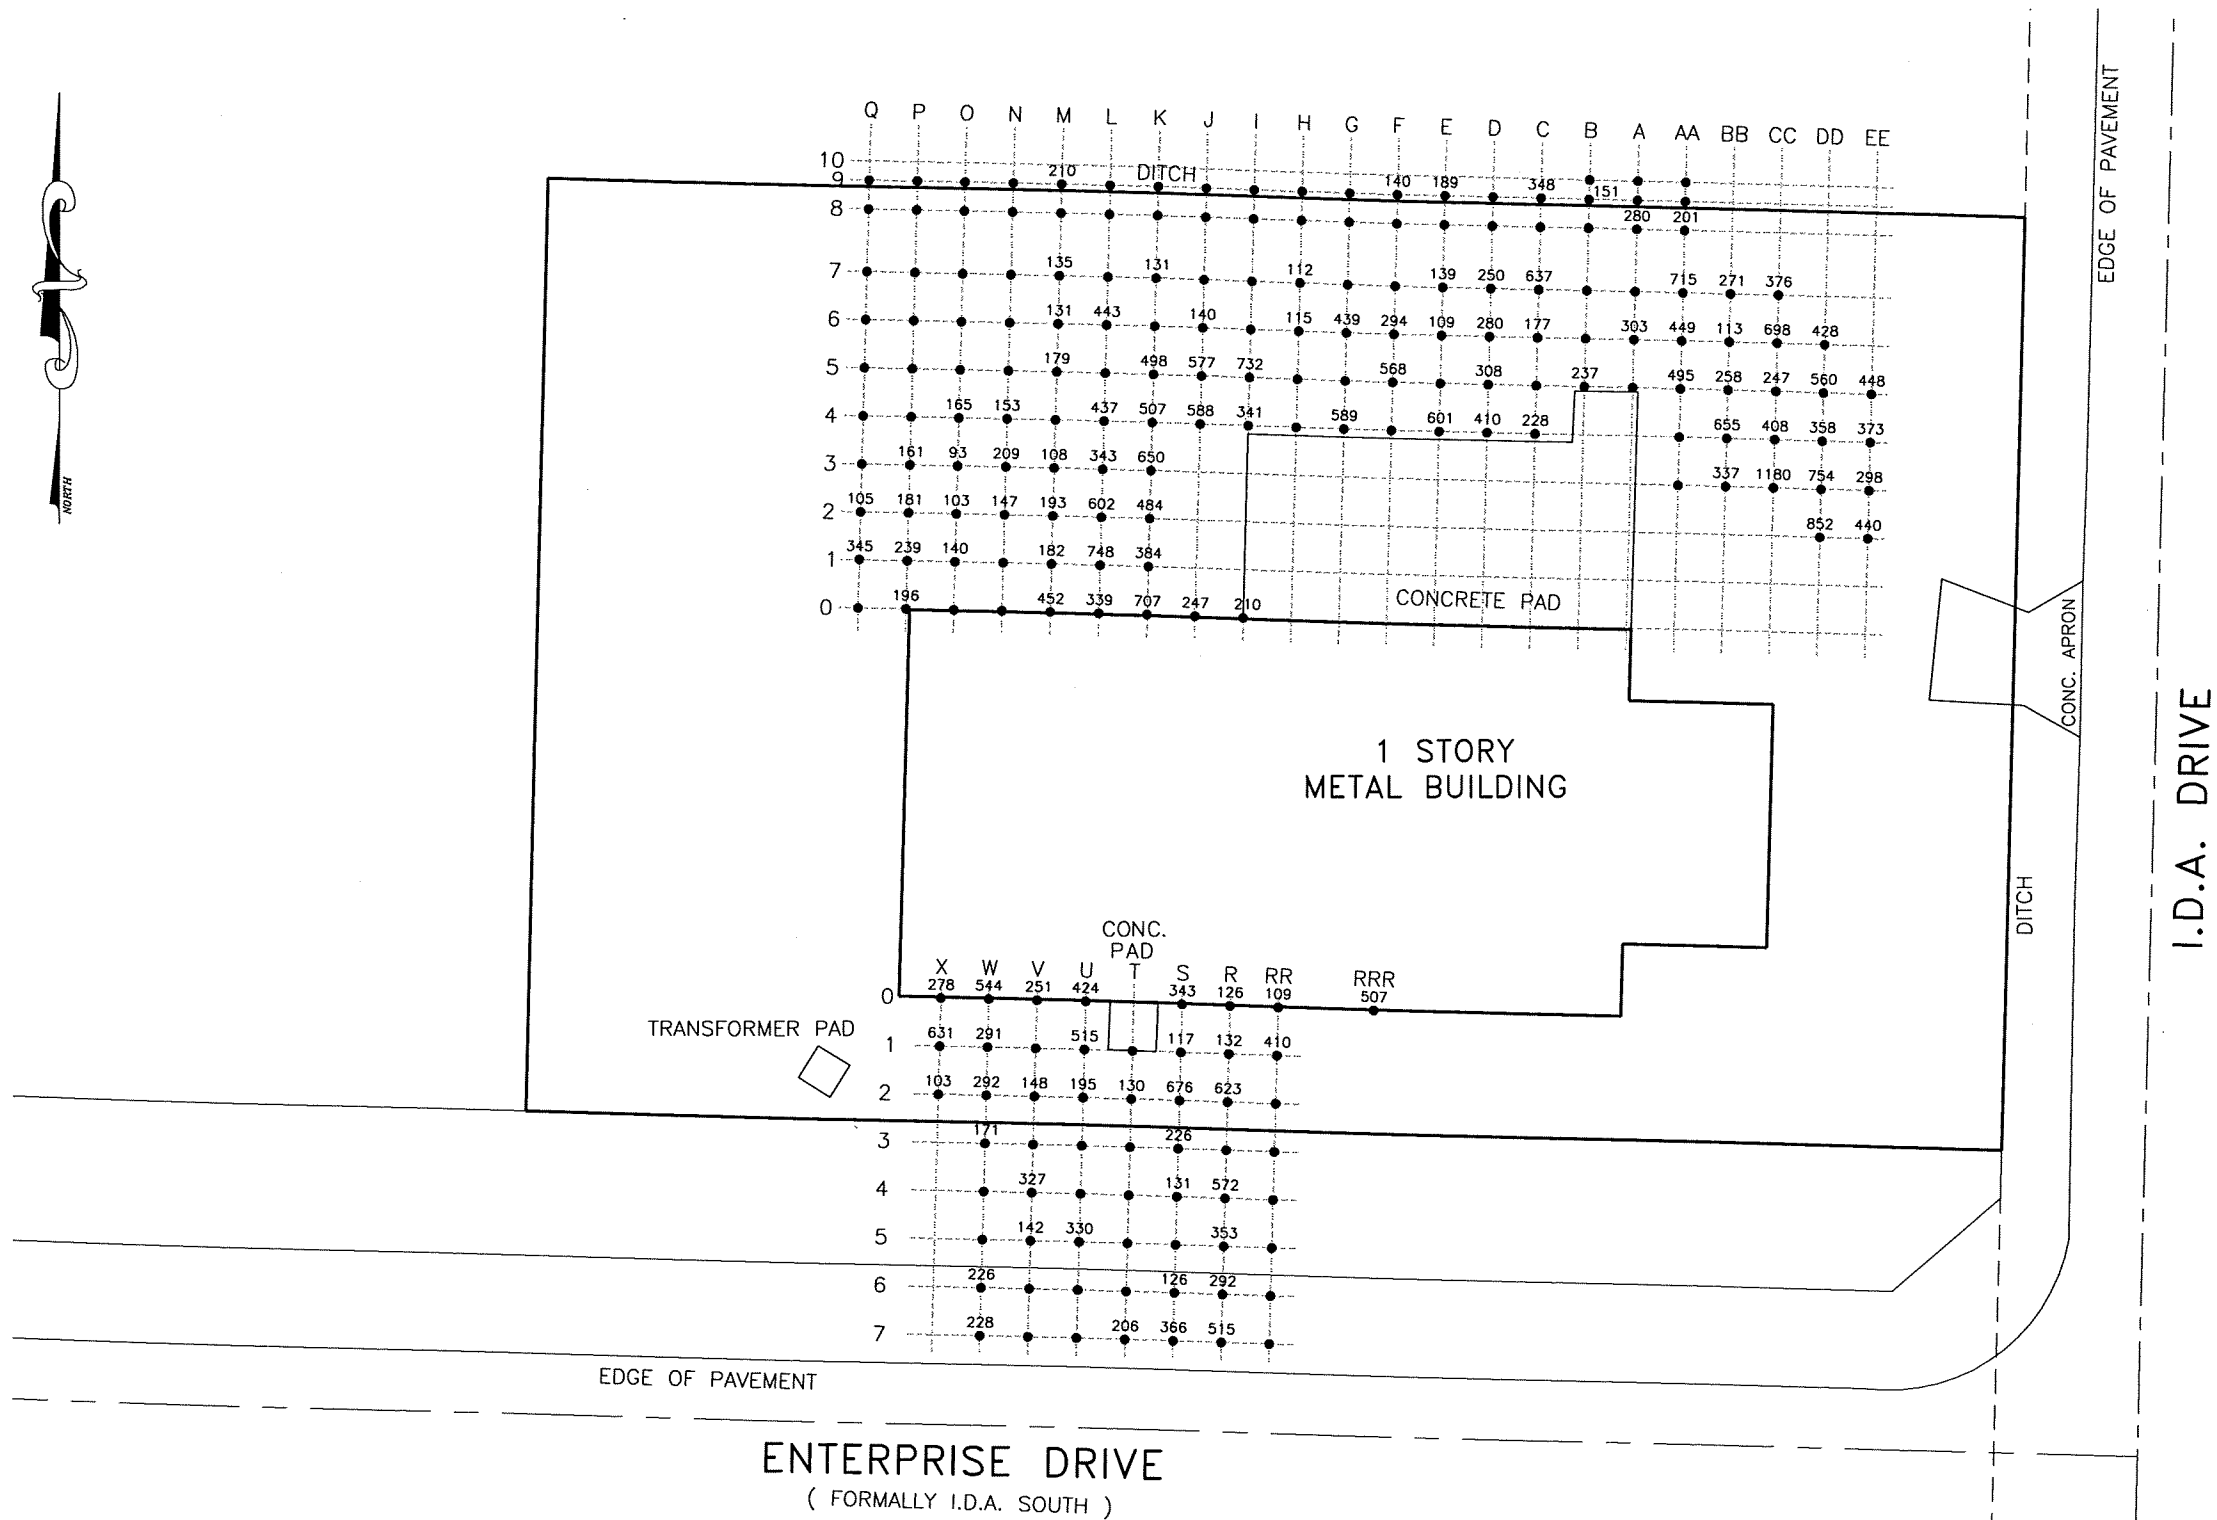 Q P O N M L K J I H G F E D C B A AA BB CC DD EE
10
DITCH
9 210 140 189 348 151
8 280 201
7 135 131 112 139 250 637 715 271 376
6 131 443 140 115 439 294 109 280 177 303 449 113 698 428
5 179 498 577 732 568 308 237 495 258 247 560 448
4 165 153 437 507 588 341 589 601 410 228 655 408 358 373
3 161 93 209 108 343 650 337 1180 754 298
2 105 181 103 147 193 602 484 852 440
1 345 239 140 182 748 384
0 196 452 339 707 247 210
CONCRETE PAD
NORTH
EDGE OF PAVEMENT
CONC. APRON
I.D.A. DRIVE
DITCH
1 STORY
METAL BUILDING
CONC.
PAD
X W V U T S R RR RRR
0 278 544 251 424 343 126 109 507
TRANSFORMER PAD
1 631 291 515 117 132 410
2 103 292 148 195 130 676 623
3 171 226
4 327 131 572
5 142 330 353
6 226 126 292
7 228 206 366 515
EDGE OF PAVEMENT
ENTERPRISE DRIVE
( FORMALLY I.D.A. SOUTH )